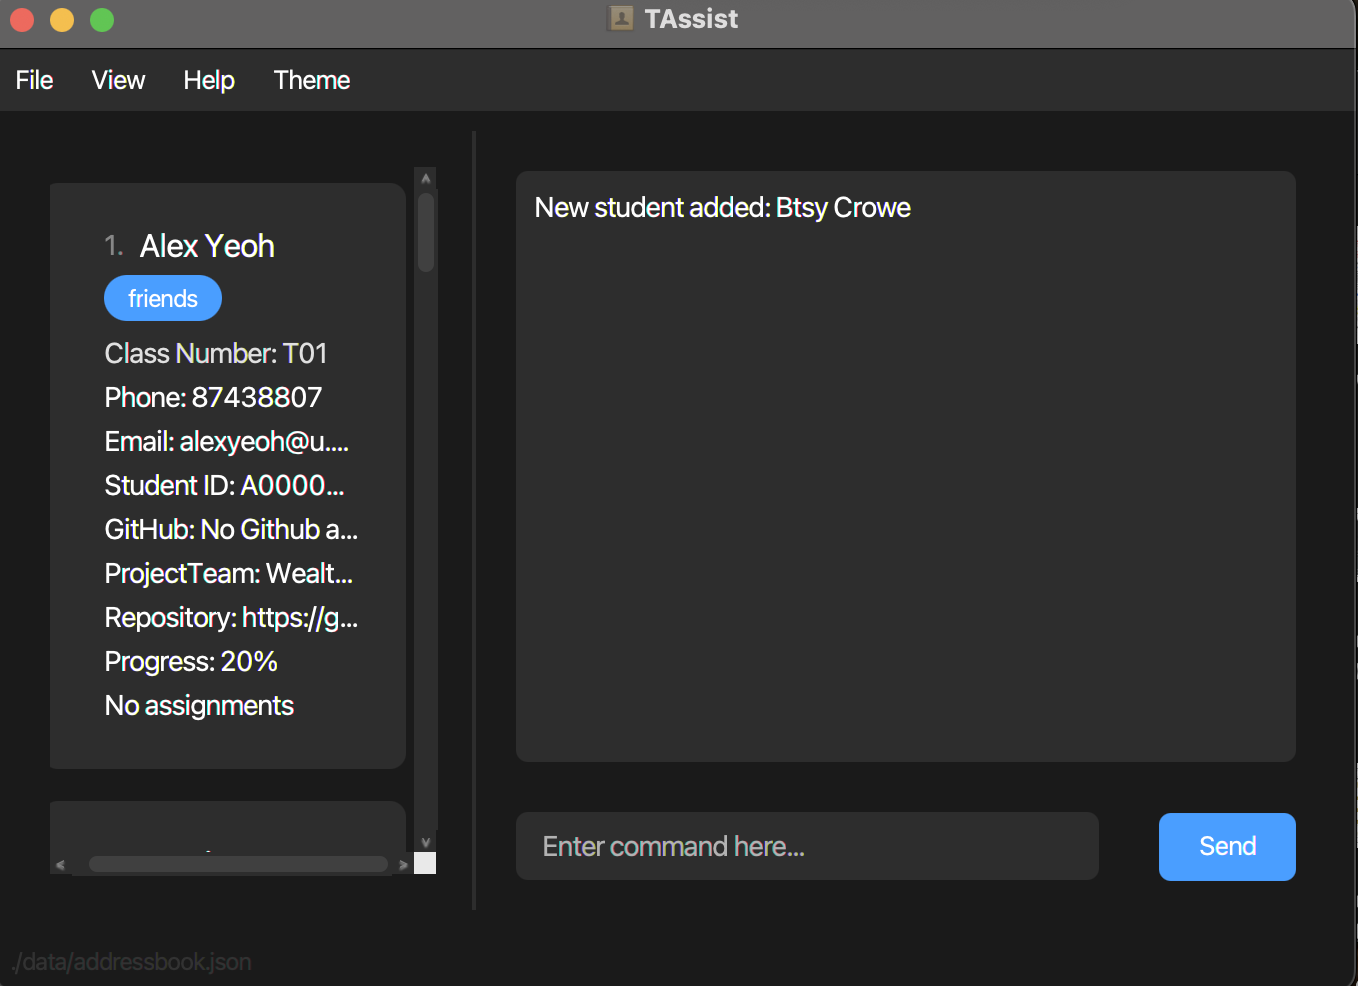 TAssist
File View Help Theme
1. Alex Yeoh
friends
Class Number: T01
Phone: 87438807
Email: alexyeoh@u....
Student ID: A0000...
GitHub: No Github a...
ProjectTeam: Wealt...
Repository: https://g...
Progress: 20%
No assignments
New student added: Btsy Crowe
Enter command here...
Send
./data/addressbook.json